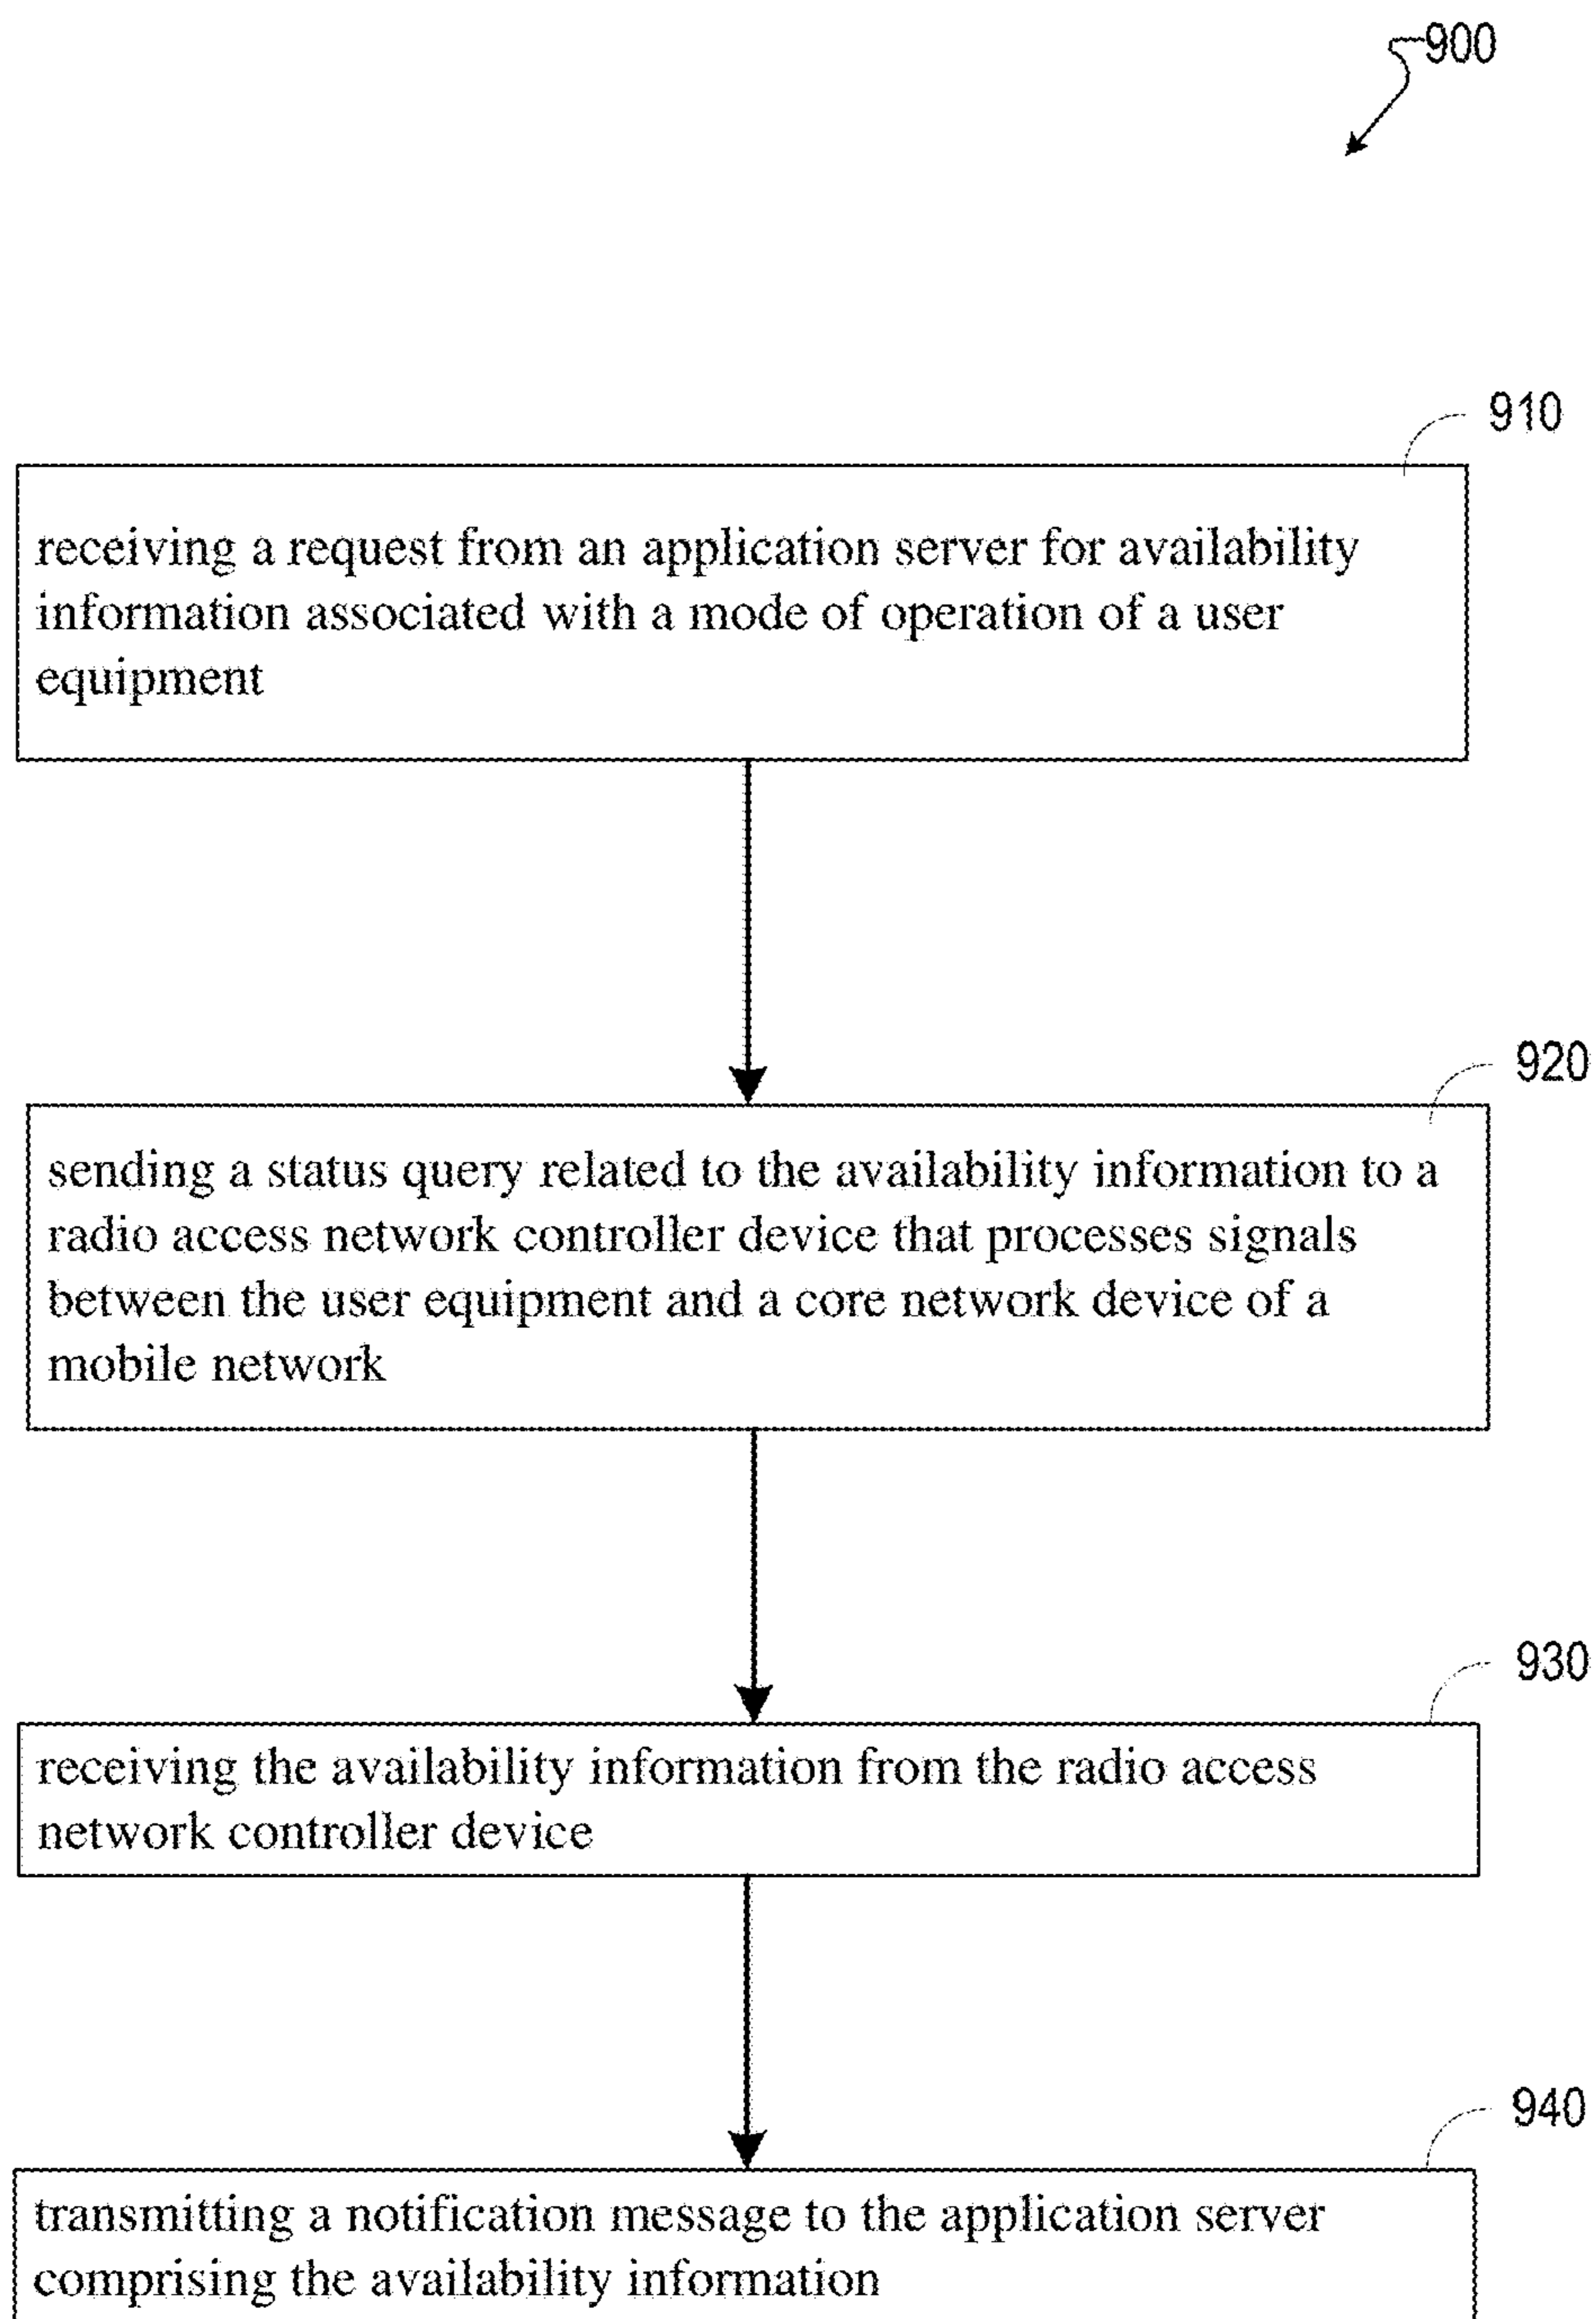 900
910
receiving a request from an application server for availability
information associated with a mode of operation of a user
equipment
920
sending a status query related to the availability information to a
radio access network controller device that processes signals
between the user equipment and a core network device of a
mobile network
930
receiving the availability information from the radio access
network controller device
940
transmitting a notification message to the application server
comprising the availability information